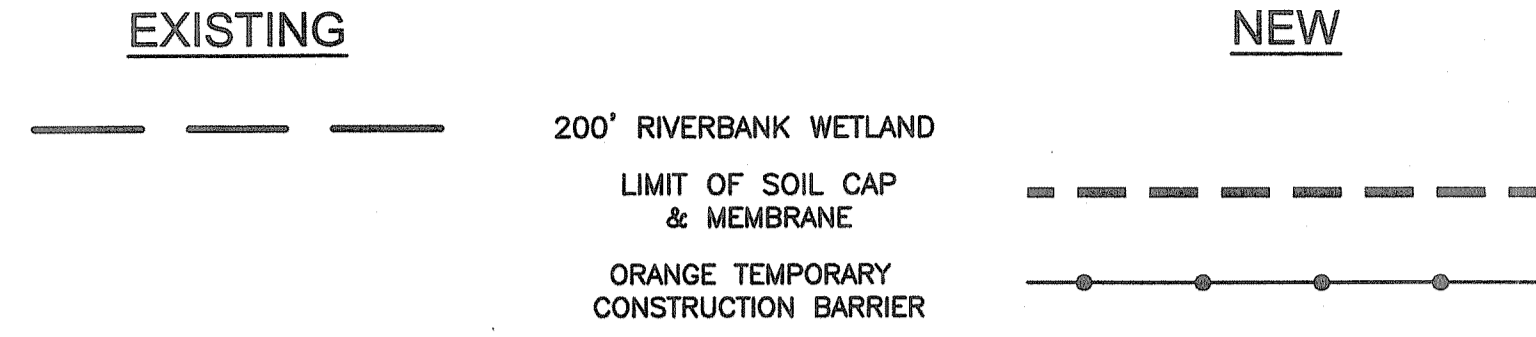 EXISTING
NEW
200' RIVERBANK WETLAND
LIMIT OF SOIL CAP
& MEMBRANE
ORANGE TEMPORARY
CONSTRUCTION BARRIER